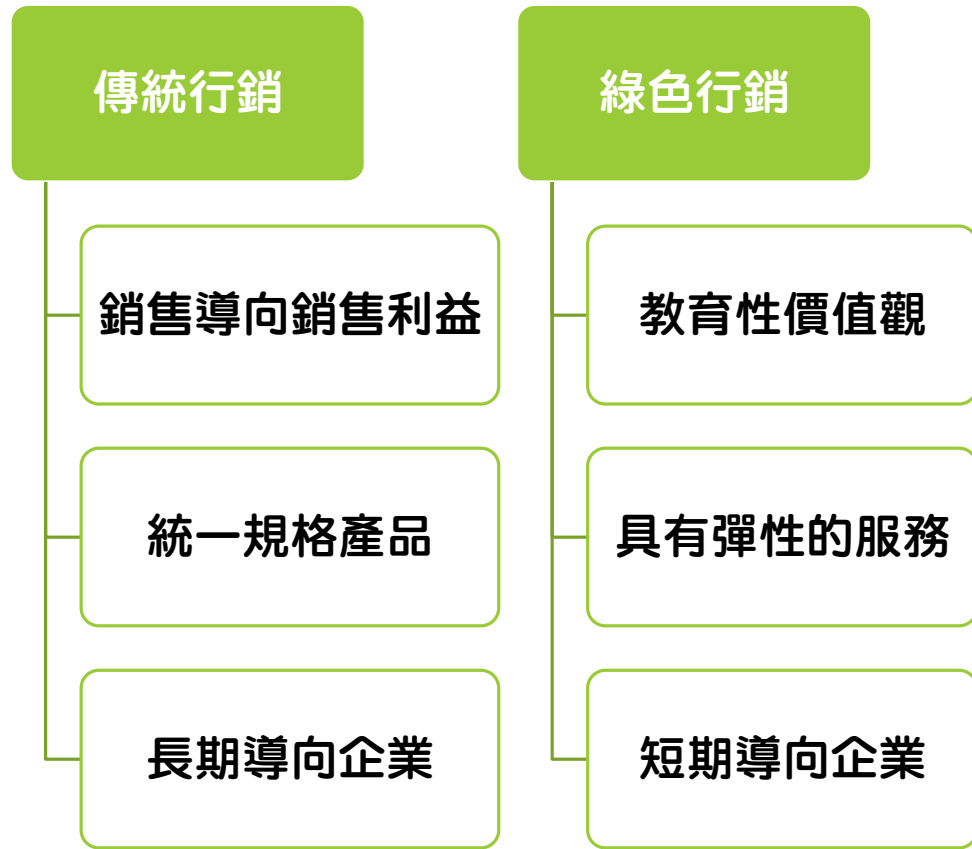 傳統行銷
銷售導向銷售利益
統一規格產品
長期導向企業
綠色行銷
教育性價值觀
具有彈性的服務
短期導向企業